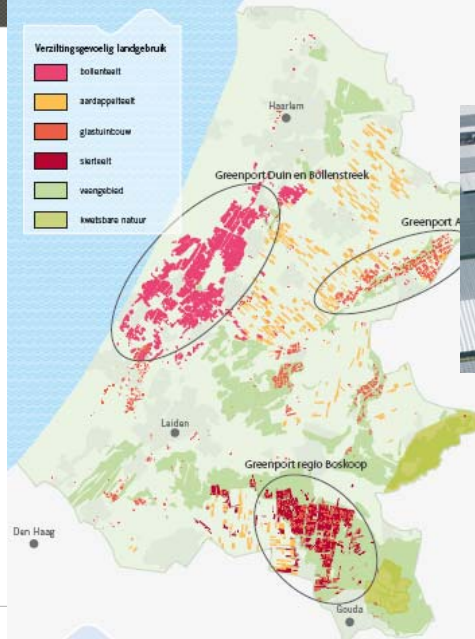 Verziltingsgevoelig landgebruik
bollenteelt
aardappelteelt
glastuinbouw
sierteelt
veengebied
kwetsbare natuur
Haarlem
Greenport Duin en Bollenstreek
Greenport A
Leiden
Greenport regio Boskoop
Den Haag
Gouda